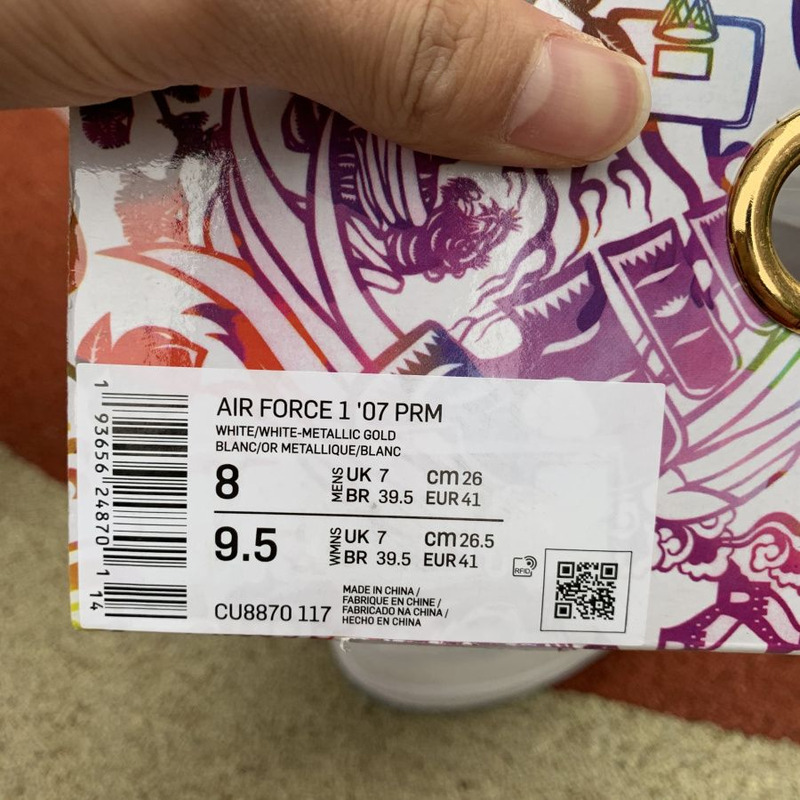 AIR FORCE 1 '07 PRM
WHITE/WHITE-METALLIC GOLD
BLANC/OR METALLIQUE/BLANC
8 MENS UK 7 cm 26
BR 39.5 EUR 41
9.5 WMNS UK 7 cm 26.5
BR 39.5 EUR 41
RFID
CU8870 117
MADE IN CHINA /
FABRIQUE EN CHINE /
FABRICADO NA CHINA /
HECHO EN CHINA
1 93656 24870 1 14